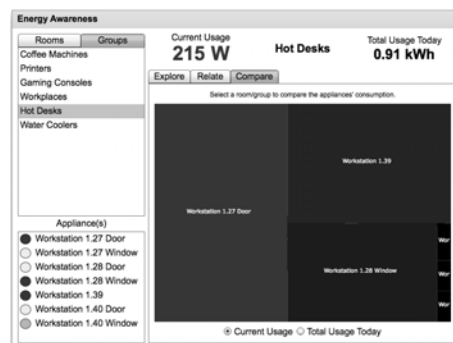 Energy Awareness
Rooms Groups
Coffee Machines
Printers
Gaming Consoles
Workplaces
Hot Desks
Water Coolers
Appliance(s)
Workstation 1.27 Door
Workstation 1.27 Window
Workstation 1.28 Door
Workstation 1.28 Window
Workstation 1.39
Workstation 1.40 Door
Workstation 1.40 Window
Current Usage
215 W
Hot Desks
Total Usage Today
0.91 kWh
Explore Relate Compare
Select a room/group to compare the appliances' consumption.
Workstation 1.27 Door
Workstation 1.39
Workstation 1.28 Window
Wor
Wor
Wor
Current Usage Total Usage Today